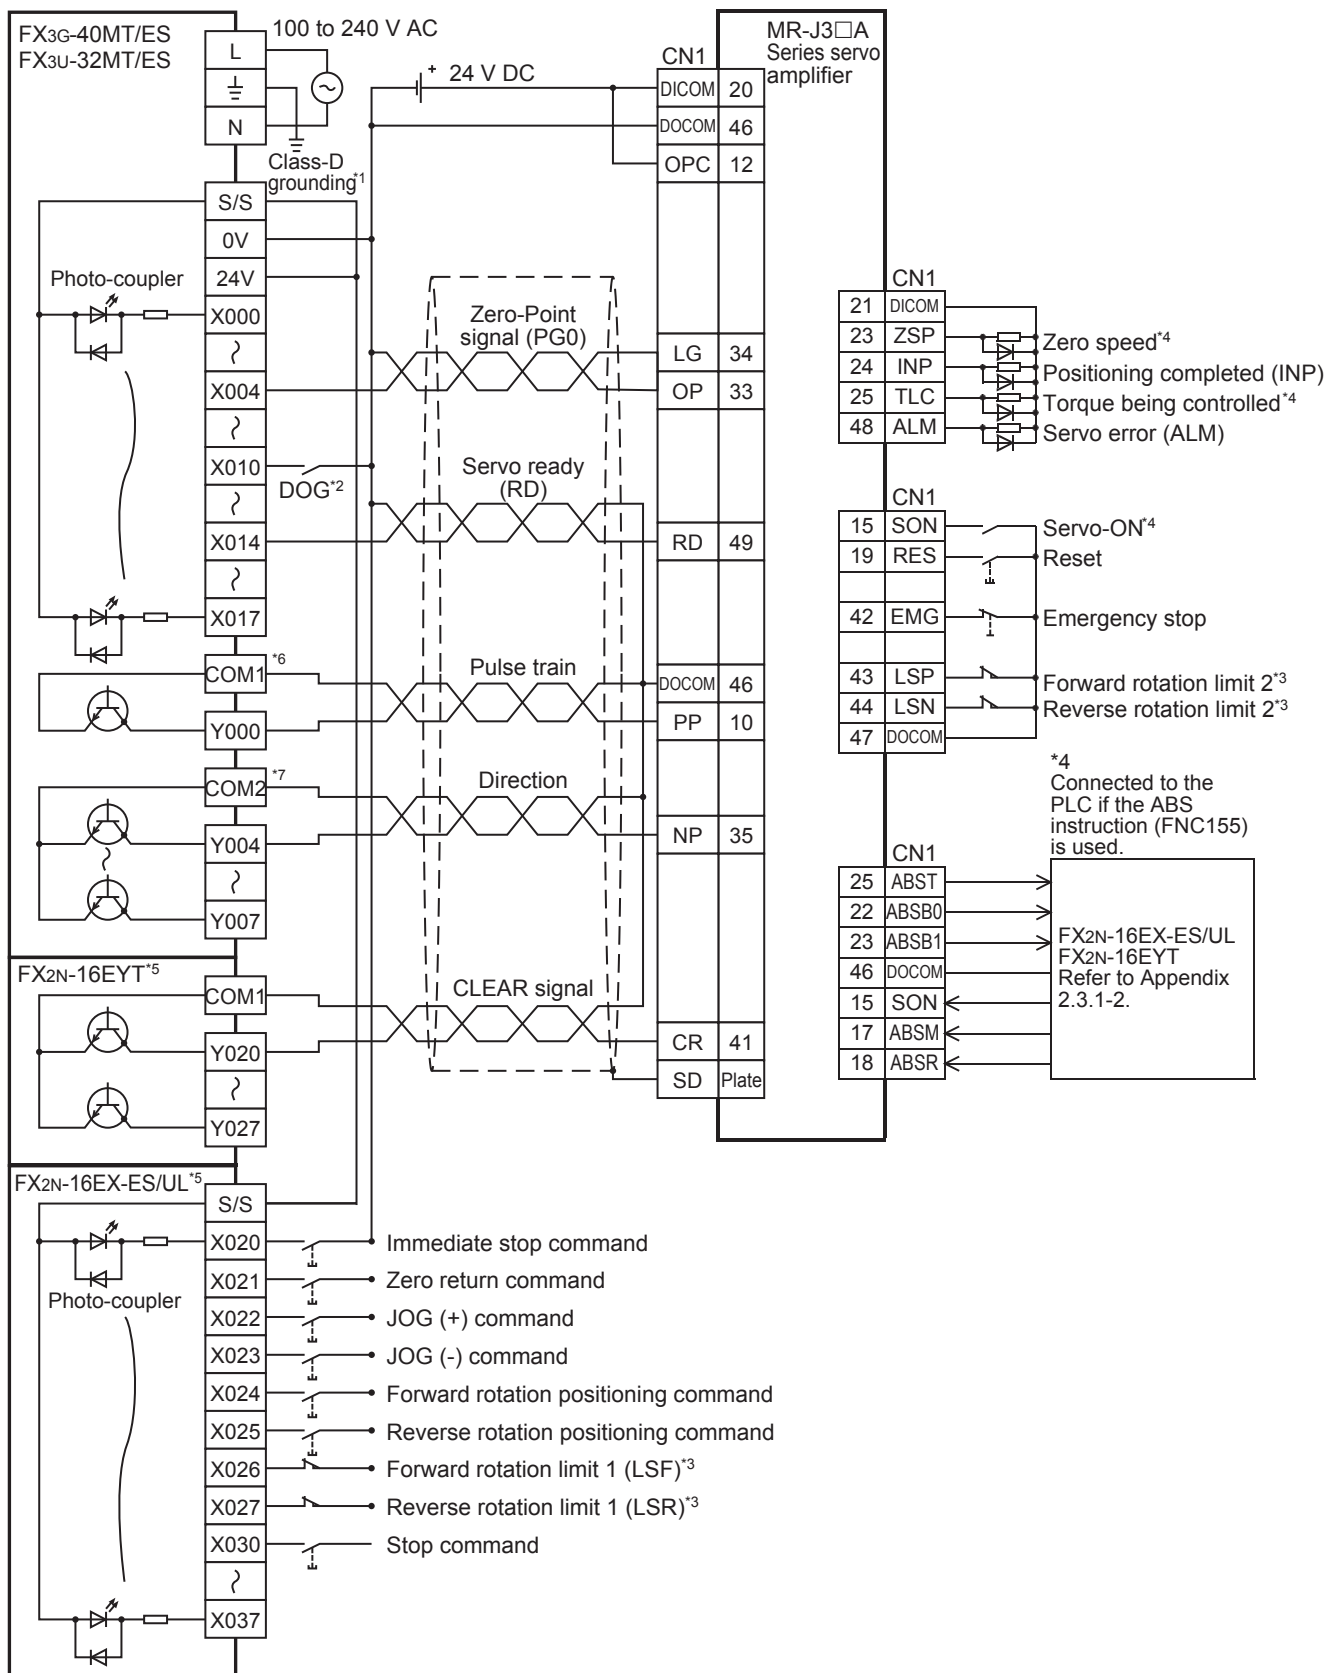 FX3G-40MT/ES
FX3U-32MT/ES
L
N
100 to 240 V AC
Class-D
grounding*1
24 V DC
+
MR-J3□A
Series servo
amplifier
CN1
DICOM 20
DOCOM 46
OPC 12
S/S
0V
24V
Photo-coupler
X000
X004
X010
DOG*2
X014
X017
Zero-Point
signal (PG0)
LG 34
OP 33
Servo ready
(RD)
RD 49
COM1 *6
Y000
Pulse train
DOCOM 46
PP 10
COM2 *7
Y004
Y007
Direction
NP 35
FX2N-16EYT*5
COM1
Y020
Y027
CLEAR signal
CR 41
SD Plate
CN1
21 DICOM
23 ZSP Zero speed*4
24 INP Positioning completed (INP)
25 TLC Torque being controlled*4
48 ALM Servo error (ALM)
CN1
15 SON Servo-ON*4
19 RES Reset
42 EMG Emergency stop
43 LSP Forward rotation limit 2*3
44 LSN Reverse rotation limit 2*3
47 DOCOM
*4
Connected to the
PLC if the ABS
instruction (FNC155)
is used.
CN1
25 ABST
22 ABSB0
23 ABSB1
46 DOCOM
15 SON
17 ABSM
18 ABSR
FX2N-16EX-ES/UL
FX2N-16EYT
Refer to Appendix
2.3.1-2.
FX2N-16EX-ES/UL*5
S/S
Photo-coupler
X020 Immediate stop command
X021 Zero return command
X022 JOG (+) command
X023 JOG (-) command
X024 Forward rotation positioning command
X025 Reverse rotation positioning command
X026 Forward rotation limit 1 (LSF)*3
X027 Reverse rotation limit 1 (LSR)*3
X030 Stop command
X037